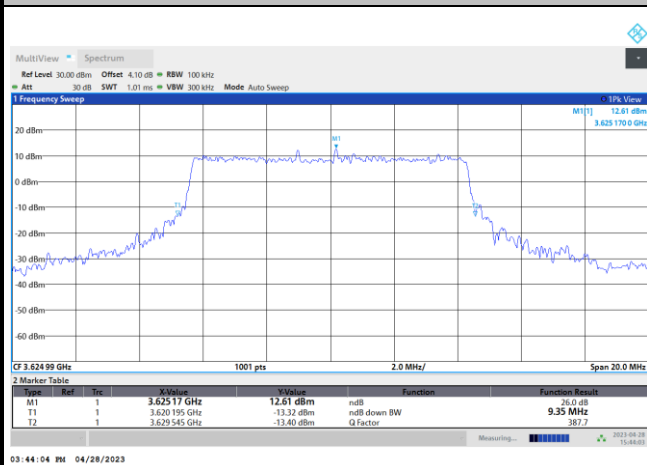 MultiView Spectrum
Ref Level 30.00 dBm Offset 4.10 dB RBW 100 kHz
Att 30 dB SWT 1.01 ms VBW 300 kHz Mode Auto Sweep
1 Frequency Sweep 1Pk View
M1[1] 12.61 dBm
3.625 170 0 GHz
M1
20 dBm
10 dBm
0 dBm
T1
-10 dBm
-20 dBm
-30 dBm
-40 dBm
-50 dBm
-60 dBm
CF 3.624 99 GHz 1001 pts 2.0 MHz/ Span 20.0 MHz
2 Marker Table
Type Ref Trc X-Value Y-Value Function Function Result
M1 1 3.625 17 GHz 12.61 dBm ndB 26.0 dB
T1 1 3.620 195 GHz -13.32 dBm ndB down BW 9.35 MHz
T2 1 3.629 545 GHz -13.40 dBm Q Factor 387.7
Measuring... 2023-04-28
15:44:03
03:44:04 PM 04/28/2023